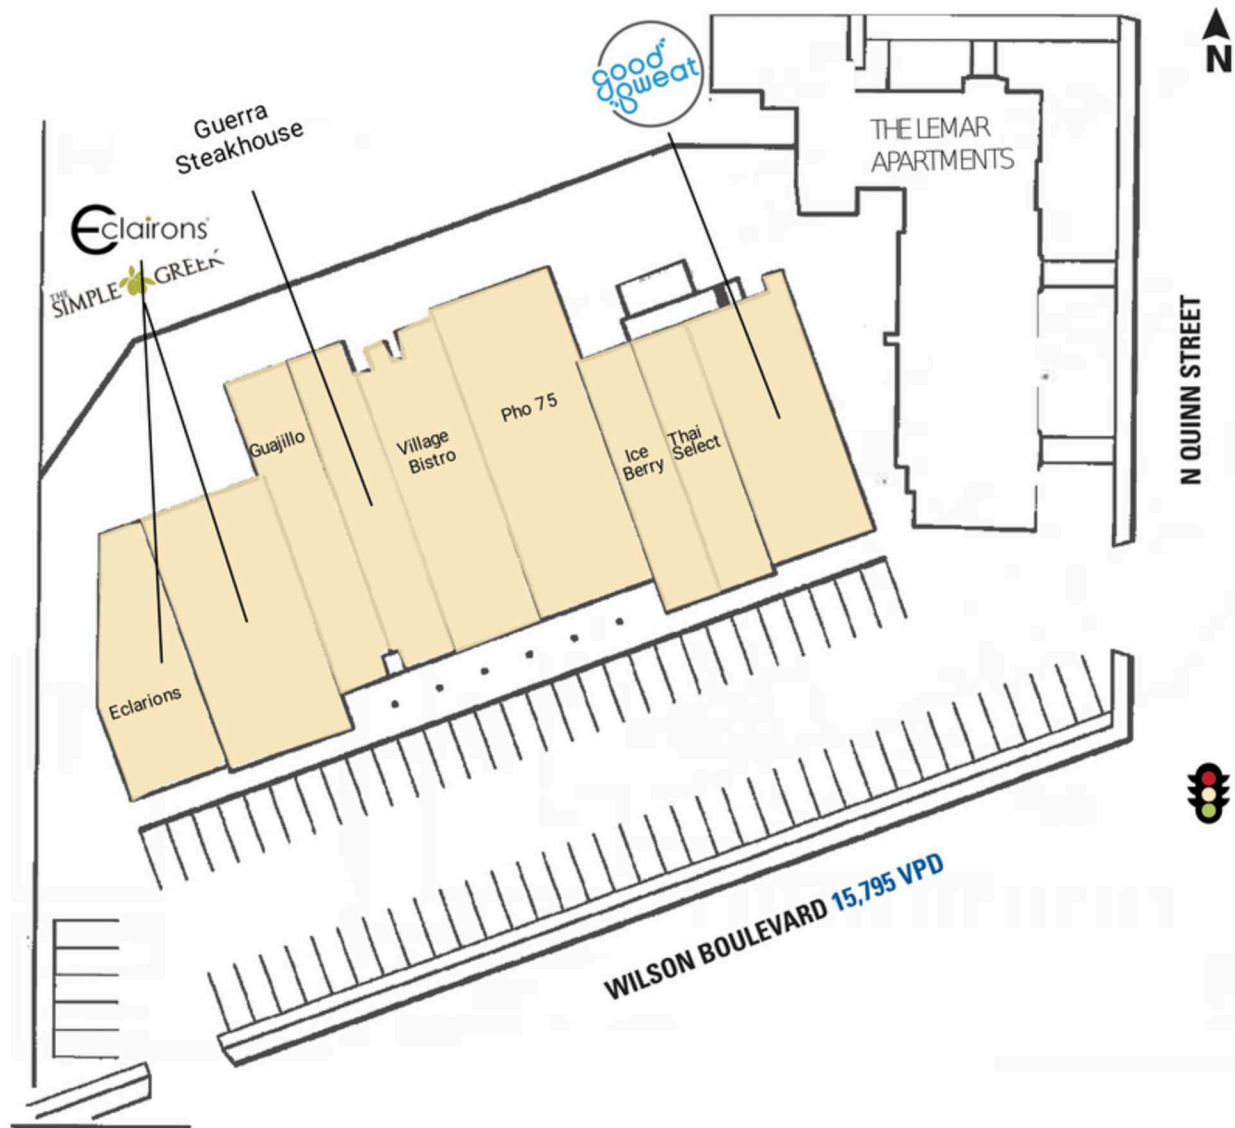 good
sweat
N
Guerra
Steakhouse
THE LEMAR
APARTMENTS
Eclairons
THE SIMPLE GREEK
N QUINN STREET
Pho 75
Guajillo
Village
Bistro
Ice
Berry
Thai
Select
Eclarions
WILSON BOULEVARD 15,795 VPD